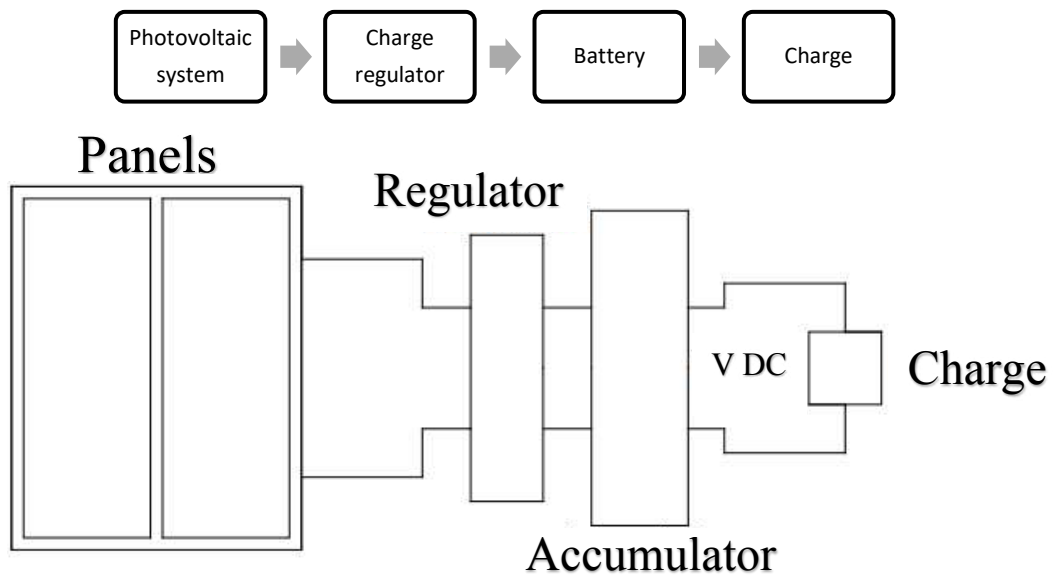 Photovoltaic
system
Charge
regulator
Battery
Charge
Panels
Regulator
V DC
Charge
Accumulator